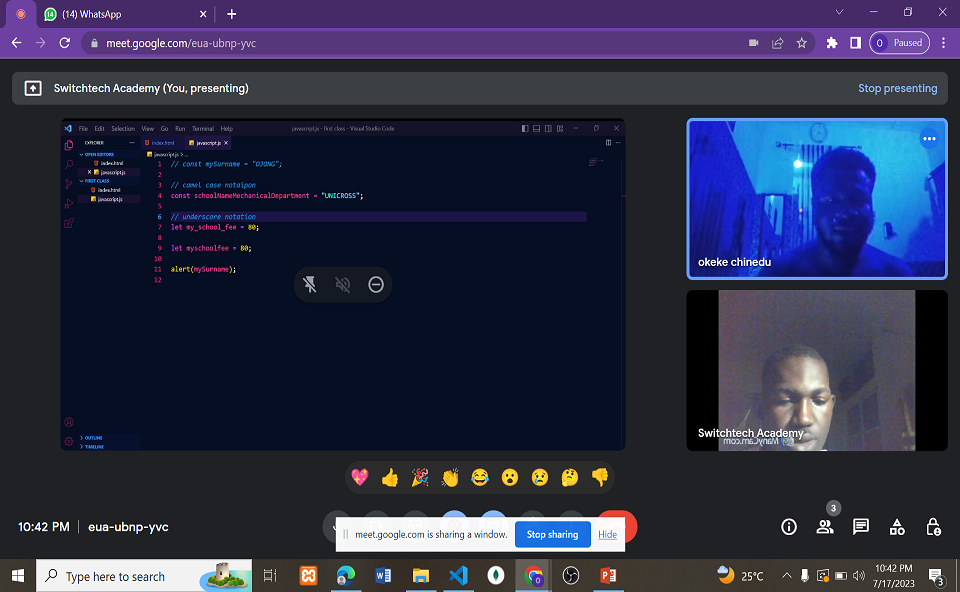 (14) WhatsApp
meet.google.com/eua-ubnp-yvc
Paused
Switchtech Academy (You, presenting)
Stop presenting
File Edit Selection View Go Run Terminal Help
javascript.js - first class - Visual Studio Code
EXPLORER
index.html
javascript.js
OPEN EDITORS
index.html
javascript.js
FIRST CLASS
index.html
javascript.js
javascript.js > ...
1 // const mySurname = "OJONG";
2
3 // camel case notaipon
4 const schoolNameMechanicalDepartment = "UNICROSS";
5
6 // underscore notation
7 let my_school_fee = 80;
8
9 let myschoolfee = 80;
10
11 alert(mySurname);
12
OUTLINE
TIMELINE
okeke chinedu
Switchtech Academy
ManyCam.com
10:42 PM | eua-ubnp-yvc
meet.google.com is sharing a window.
Stop sharing
Hide
3
Type here to search
25°C
10:42 PM
7/17/2023
3